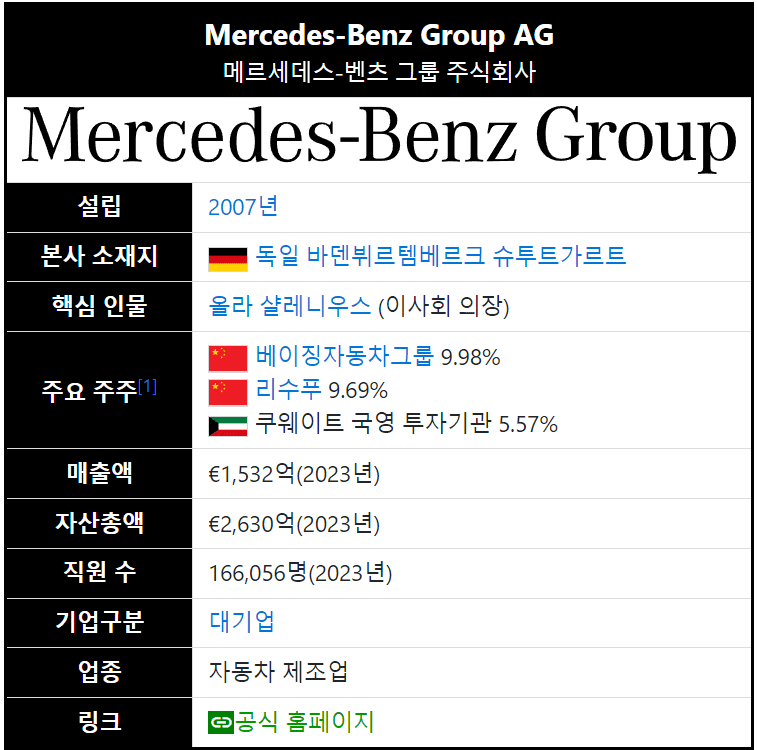 Mercedes-Benz Group AG
메르세데스-벤츠 그룹 주식회사
Mercedes-Benz Group
설립
2007년
본사 소재지
독일 바덴뷔르템베르크 슈투트가르트
핵심 인물
올라 샬레니우스 (이사회 의장)
주요 주주[1]
베이징자동차그룹 9.98%
리수푸 9.69%
쿠웨이트 국영 투자기관 5.57%
매출액
€1,532억(2023년)
자산총액
€2,630억(2023년)
직원 수
166,056명(2023년)
기업구분
대기업
업종
자동차 제조업
링크
공식 홈페이지